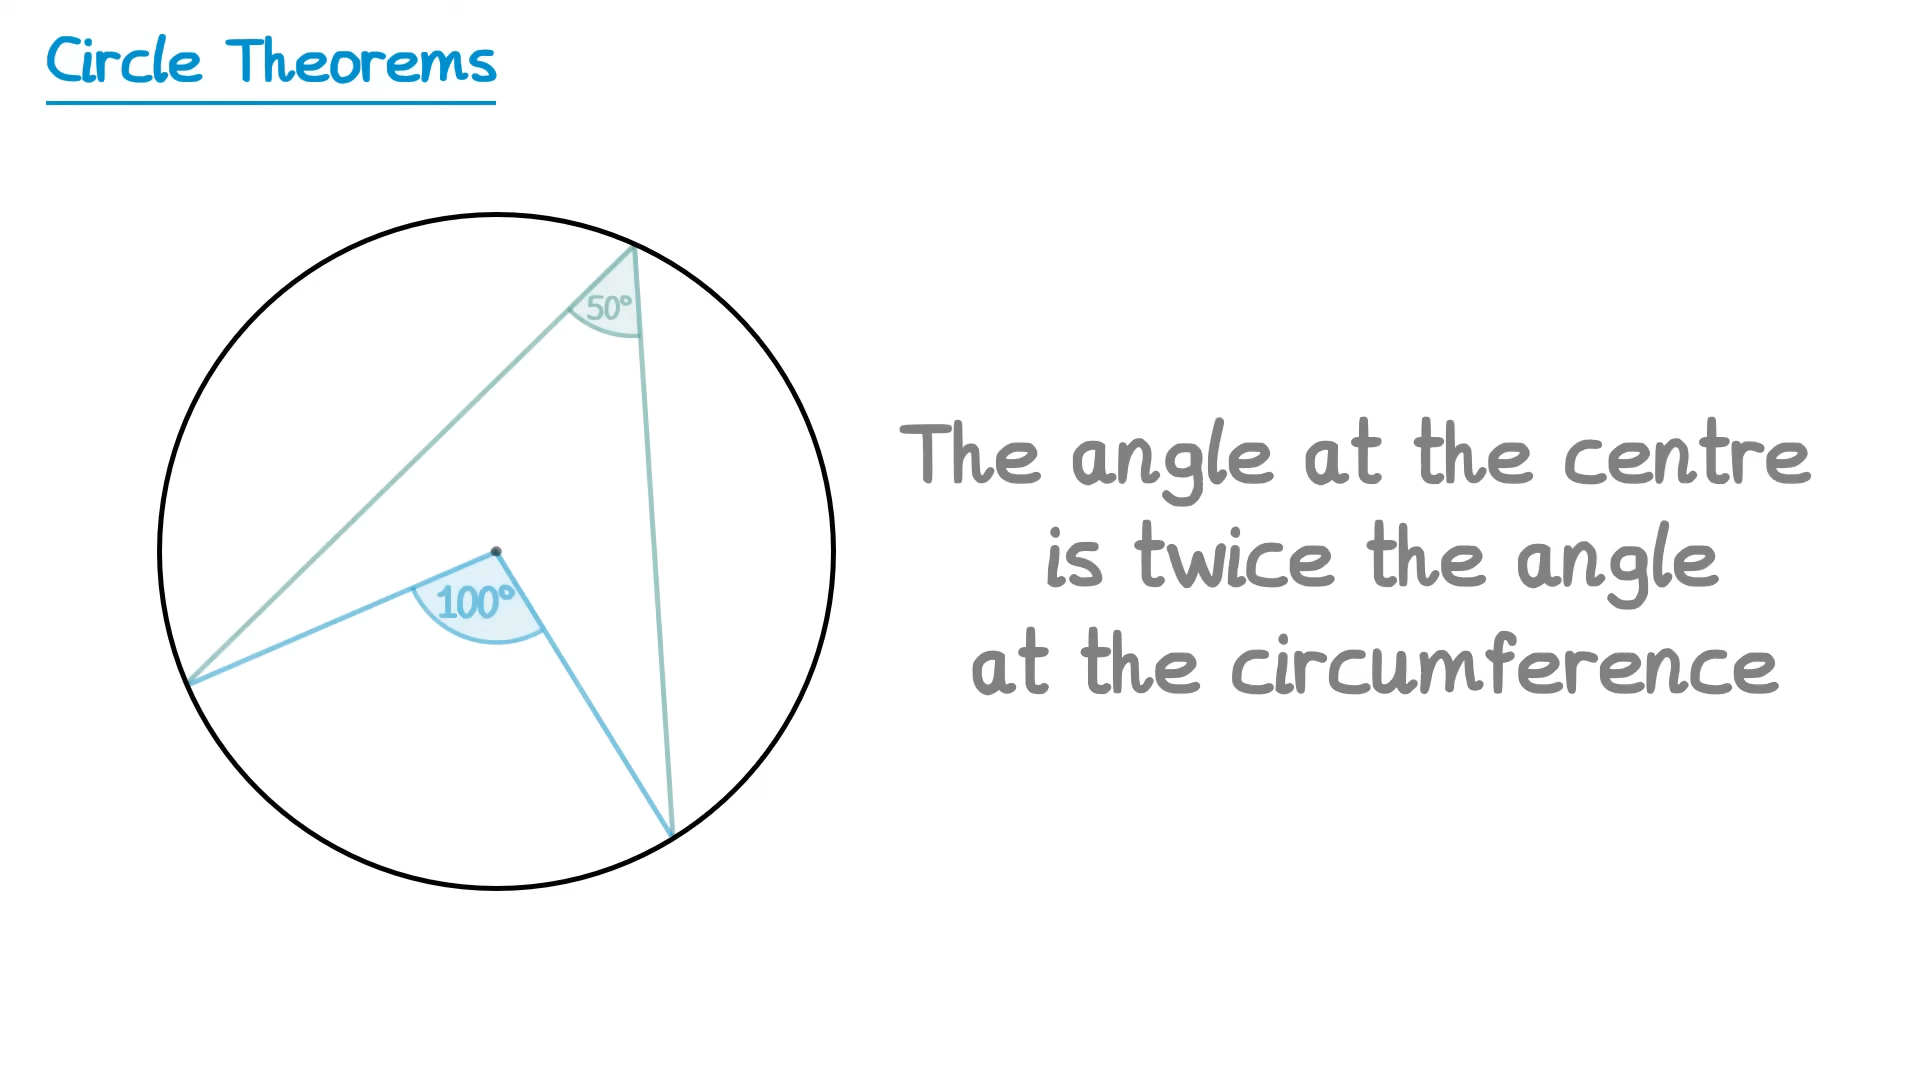 Circle Theorems
50°
100°
The angle at the centre
is twice the angle
at the circumference